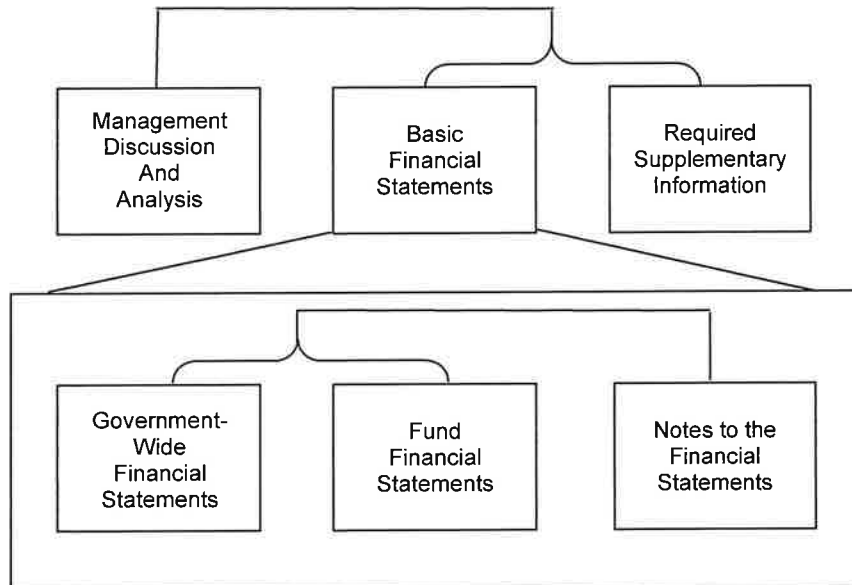 Management
Discussion
And
Analysis
Basic
Financial
Statements
Required
Supplementary
Information
Government-
Wide
Financial
Statements
Fund
Financial
Statements
Notes to the
Financial
Statements